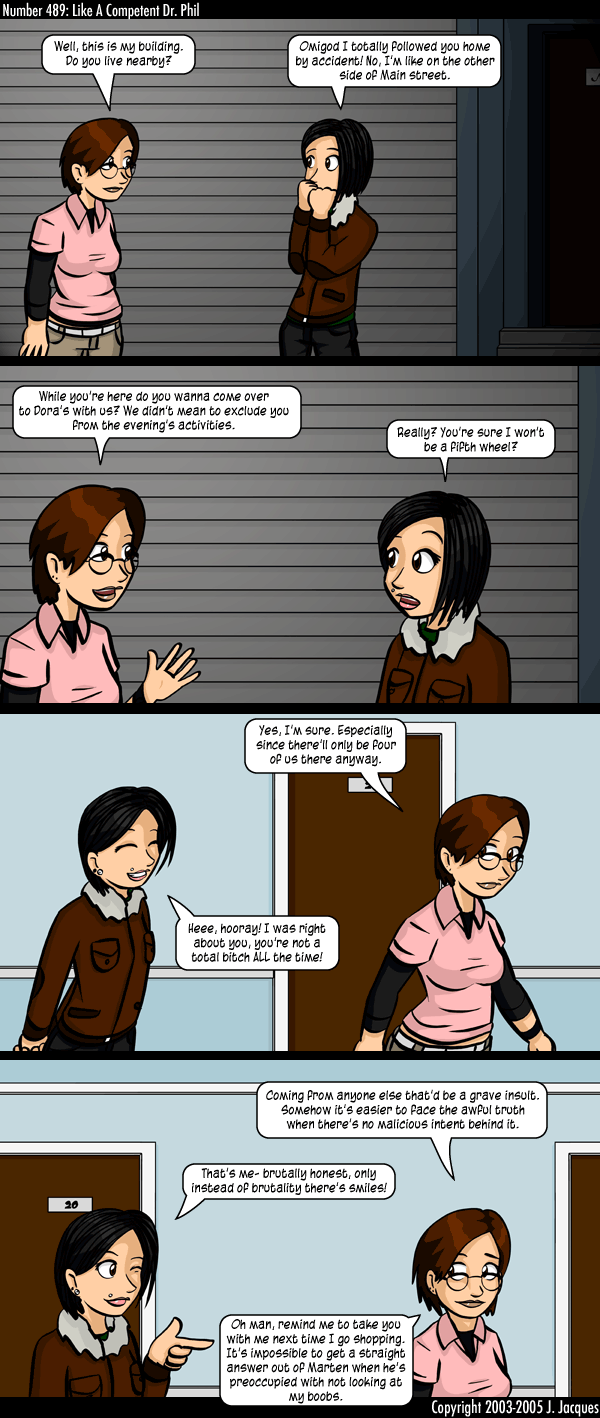 Number 489: Like A Competent Dr. Phil
Well, this is my building.
Do you live nearby?
Omigod I totally followed you home
by accident! No, I'm like on the other
side of Main street.
While you're here do you wanna come over
to Dora's with us? We didn't mean to exclude you
from the evening's activities.
Really? You're sure I won't
be a fifth wheel?
Yes, I'm sure. Especially
since there'll only be four
of us there anyway.
Heee, hooray! I was right
about you, you're not a
total bitch ALL the time!
Coming from anyone else that'd be a grave insult.
Somehow it's easier to face the awful truth
when there's no malicious intent behind it.
That's me- brutally honest, only
instead of brutality there's smiles!
20
Oh man, remind me to take you
with me next time I go shopping.
It's impossible to get a straight
answer out of Marten when he's
preoccupied with not looking at
my boobs.
Copyright 2003-2005 J. Jacques